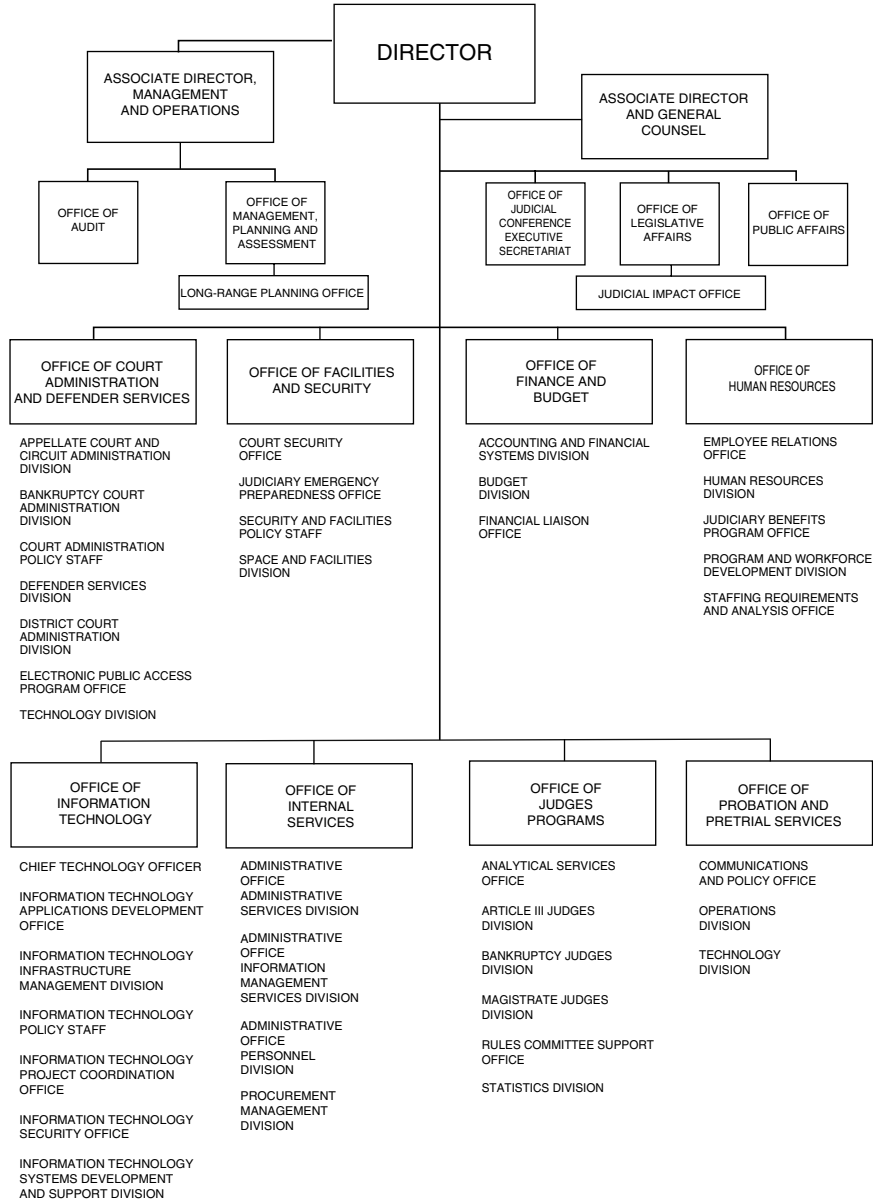 DIRECTOR
ASSOCIATE DIRECTOR,
MANAGEMENT
AND OPERATIONS
ASSOCIATE DIRECTOR
AND GENERAL
COUNSEL
OFFICE OF
AUDIT
OFFICE OF
MANAGEMENT,
PLANNING AND
ASSESSMENT
OFFICE OF
JUDICIAL
CONFERENCE
EXECUTIVE
SECRETARIAT
OFFICE OF
LEGISLATIVE
AFFAIRS
OFFICE OF
PUBLIC AFFAIRS
LONG-RANGE PLANNING OFFICE
JUDICIAL IMPACT OFFICE
OFFICE OF COURT
ADMINISTRATION
AND DEFENDER SERVICES
APPELLATE COURT AND
CIRCUIT ADMINISTRATION
DIVISION
BANKRUPTCY COURT
ADMINISTRATION
DIVISION
COURT ADMINISTRATION
POLICY STAFF
DEFENDER SERVICES
DIVISION
DISTRICT COURT
ADMINISTRATION
DIVISION
ELECTRONIC PUBLIC ACCESS
PROGRAM OFFICE
TECHNOLOGY DIVISION
OFFICE OF FACILITIES
AND SECURITY
COURT SECURITY
OFFICE
JUDICIARY EMERGENCY
PREPAREDNESS OFFICE
SECURITY AND FACILITIES
POLICY STAFF
SPACE AND FACILITIES
DIVISION
OFFICE OF
FINANCE AND
BUDGET
ACCOUNTING AND FINANCIAL
SYSTEMS DIVISION
BUDGET
DIVISION
FINANCIAL LIAISON
OFFICE
OFFICE OF
HUMAN RESOURCES
EMPLOYEE RELATIONS
OFFICE
HUMAN RESOURCES
DIVISION
JUDICIARY BENEFITS
PROGRAM OFFICE
PROGRAM AND WORKFORCE
DEVELOPMENT DIVISION
STAFFING REQUIREMENTS
AND ANALYSIS OFFICE
OFFICE OF
INFORMATION
TECHNOLOGY
CHIEF TECHNOLOGY OFFICER
INFORMATION TECHNOLOGY
APPLICATIONS DEVELOPMENT
OFFICE
INFORMATION TECHNOLOGY
INFRASTRUCTURE
MANAGEMENT DIVISION
INFORMATION TECHNOLOGY
POLICY STAFF
INFORMATION TECHNOLOGY
PROJECT COORDINATION
OFFICE
INFORMATION TECHNOLOGY
SECURITY OFFICE
INFORMATION TECHNOLOGY
SYSTEMS DEVELOPMENT
AND SUPPORT DIVISION
OFFICE OF
INTERNAL
SERVICES
ADMINISTRATIVE
OFFICE
ADMINISTRATIVE
SERVICES DIVISION
ADMINISTRATIVE
OFFICE
INFORMATION
MANAGEMENT
SERVICES DIVISION
ADMINISTRATIVE
OFFICE
PERSONNEL
DIVISION
PROCUREMENT
MANAGEMENT
DIVISION
OFFICE OF
JUDGES
PROGRAMS
ANALYTICAL SERVICES
OFFICE
ARTICLE III JUDGES
DIVISION
BANKRUPTCY JUDGES
DIVISION
MAGISTRATE JUDGES
DIVISION
RULES COMMITTEE SUPPORT
OFFICE
STATISTICS DIVISION
OFFICE OF
PROBATION AND
PRETRIAL SERVICES
COMMUNICATIONS
AND POLICY OFFICE
OPERATIONS
DIVISION
TECHNOLOGY
DIVISION